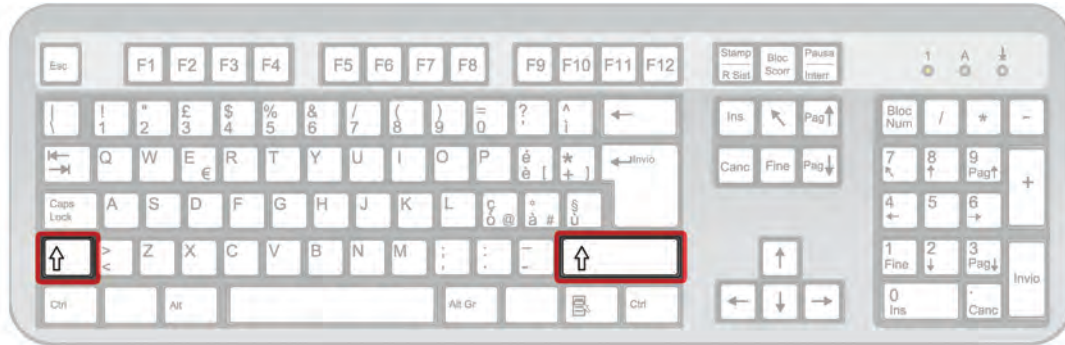 Esc F1 F2 F3 F4 F5 F6 F7 F8 F9 F10 F11 F12 Stamp R Sist Bloc Scorr Pausa Interr 1 A
| \ ! 1 " 2 £ 3 $ 4 % 5 & 6 / 7 ( 8 ) 9 = 0 ? ' ^ ì ← Ins ↖ Pag↑ Bloc Num / * -
Q W E € R T Y U I O P é è [ * + ] Invio Canc Fine Pag↓ 7 ↖ 8 ↑ 9 Pag↑ +
Caps Lock A S D F G H J K L ç ò @ ° à # § ù 4 ← 5 6 →
⇧ > < Z X C V B N M ; , : . _ - ⇧ ↑ 1 Fine 2 ↓ 3 Pag↓ Invio
Ctrl Alt Alt Gr Ctrl ← ↓ → 0 Ins . Canc